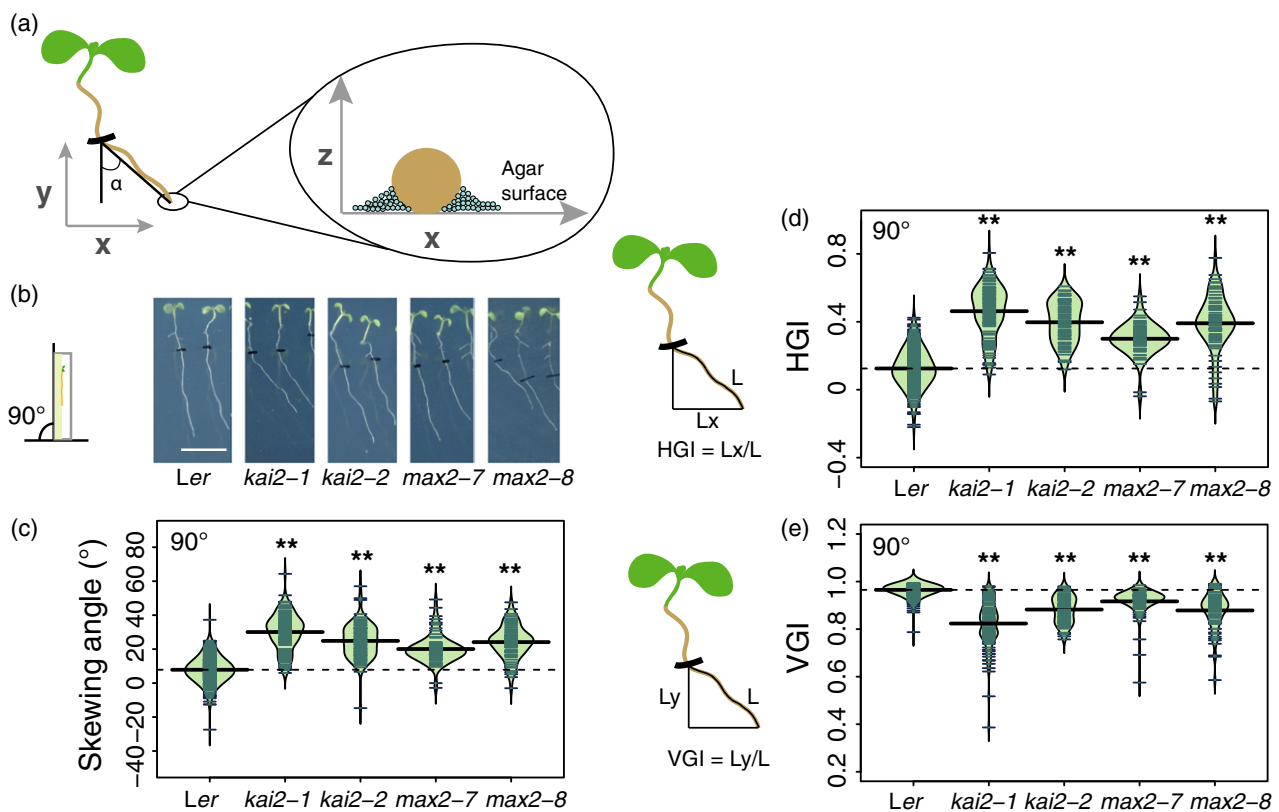 (a)
α
y
x
z
x
Agar
surface
(b)
90°
Ler kai2−1 kai2−2 max2−7 max2−8
(c)
90°
Skewing angle (°)
80
60
40
20
0
−20
−40
** ** ** **
Ler kai2−1 kai2−2 max2−7 max2−8
L
Lx
HGI = Lx/L
Ly
L
VGI = Ly/L
(d)
90°
HGI
0.8
0.4
0
−0.4
** ** ** **
Ler kai2−1 kai2−2 max2−7 max2−8
(e)
90°
VGI
1.2
1.0
0.8
0.6
0.4
0.2
** ** ** **
Ler kai2−1 kai2−2 max2−7 max2−8